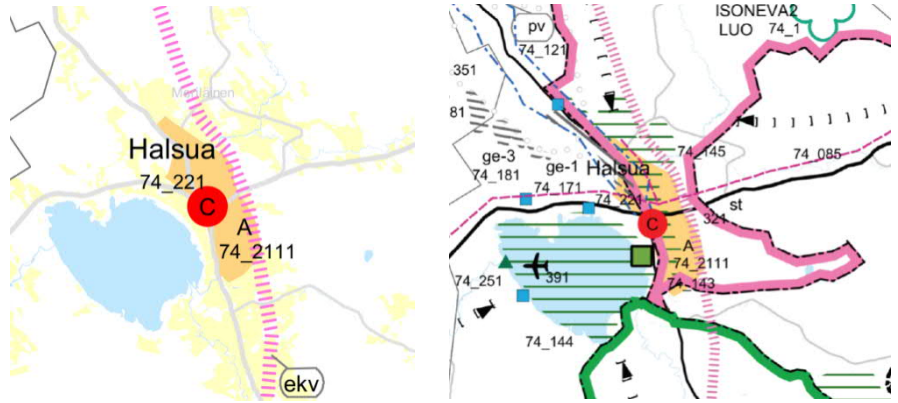 Meriläinen
Halsua
74_221
C
A
74_2111
ekv
ISONEVA2
LUO
74_1
pv
74_121
351
81
ge-3
74_181
ge-1
74_171
Halsua
74_221
74_145
74_085
st
321
C
A
74_2111
74_143
74_251
391
74_144